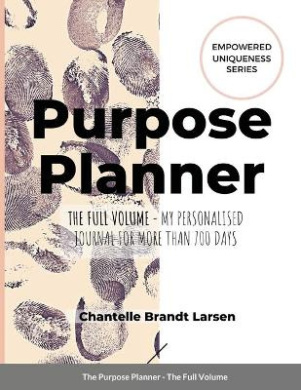 EMPOWERED
UNIQUENESS
SERIES
Purpose
Planner
THE FULL VOLUME - MY PERSONALISED
JOURNAL FOR MORE THAN 700 DAYS
Chantelle Brandt Larsen
The Purpose Planner - The Full Volume